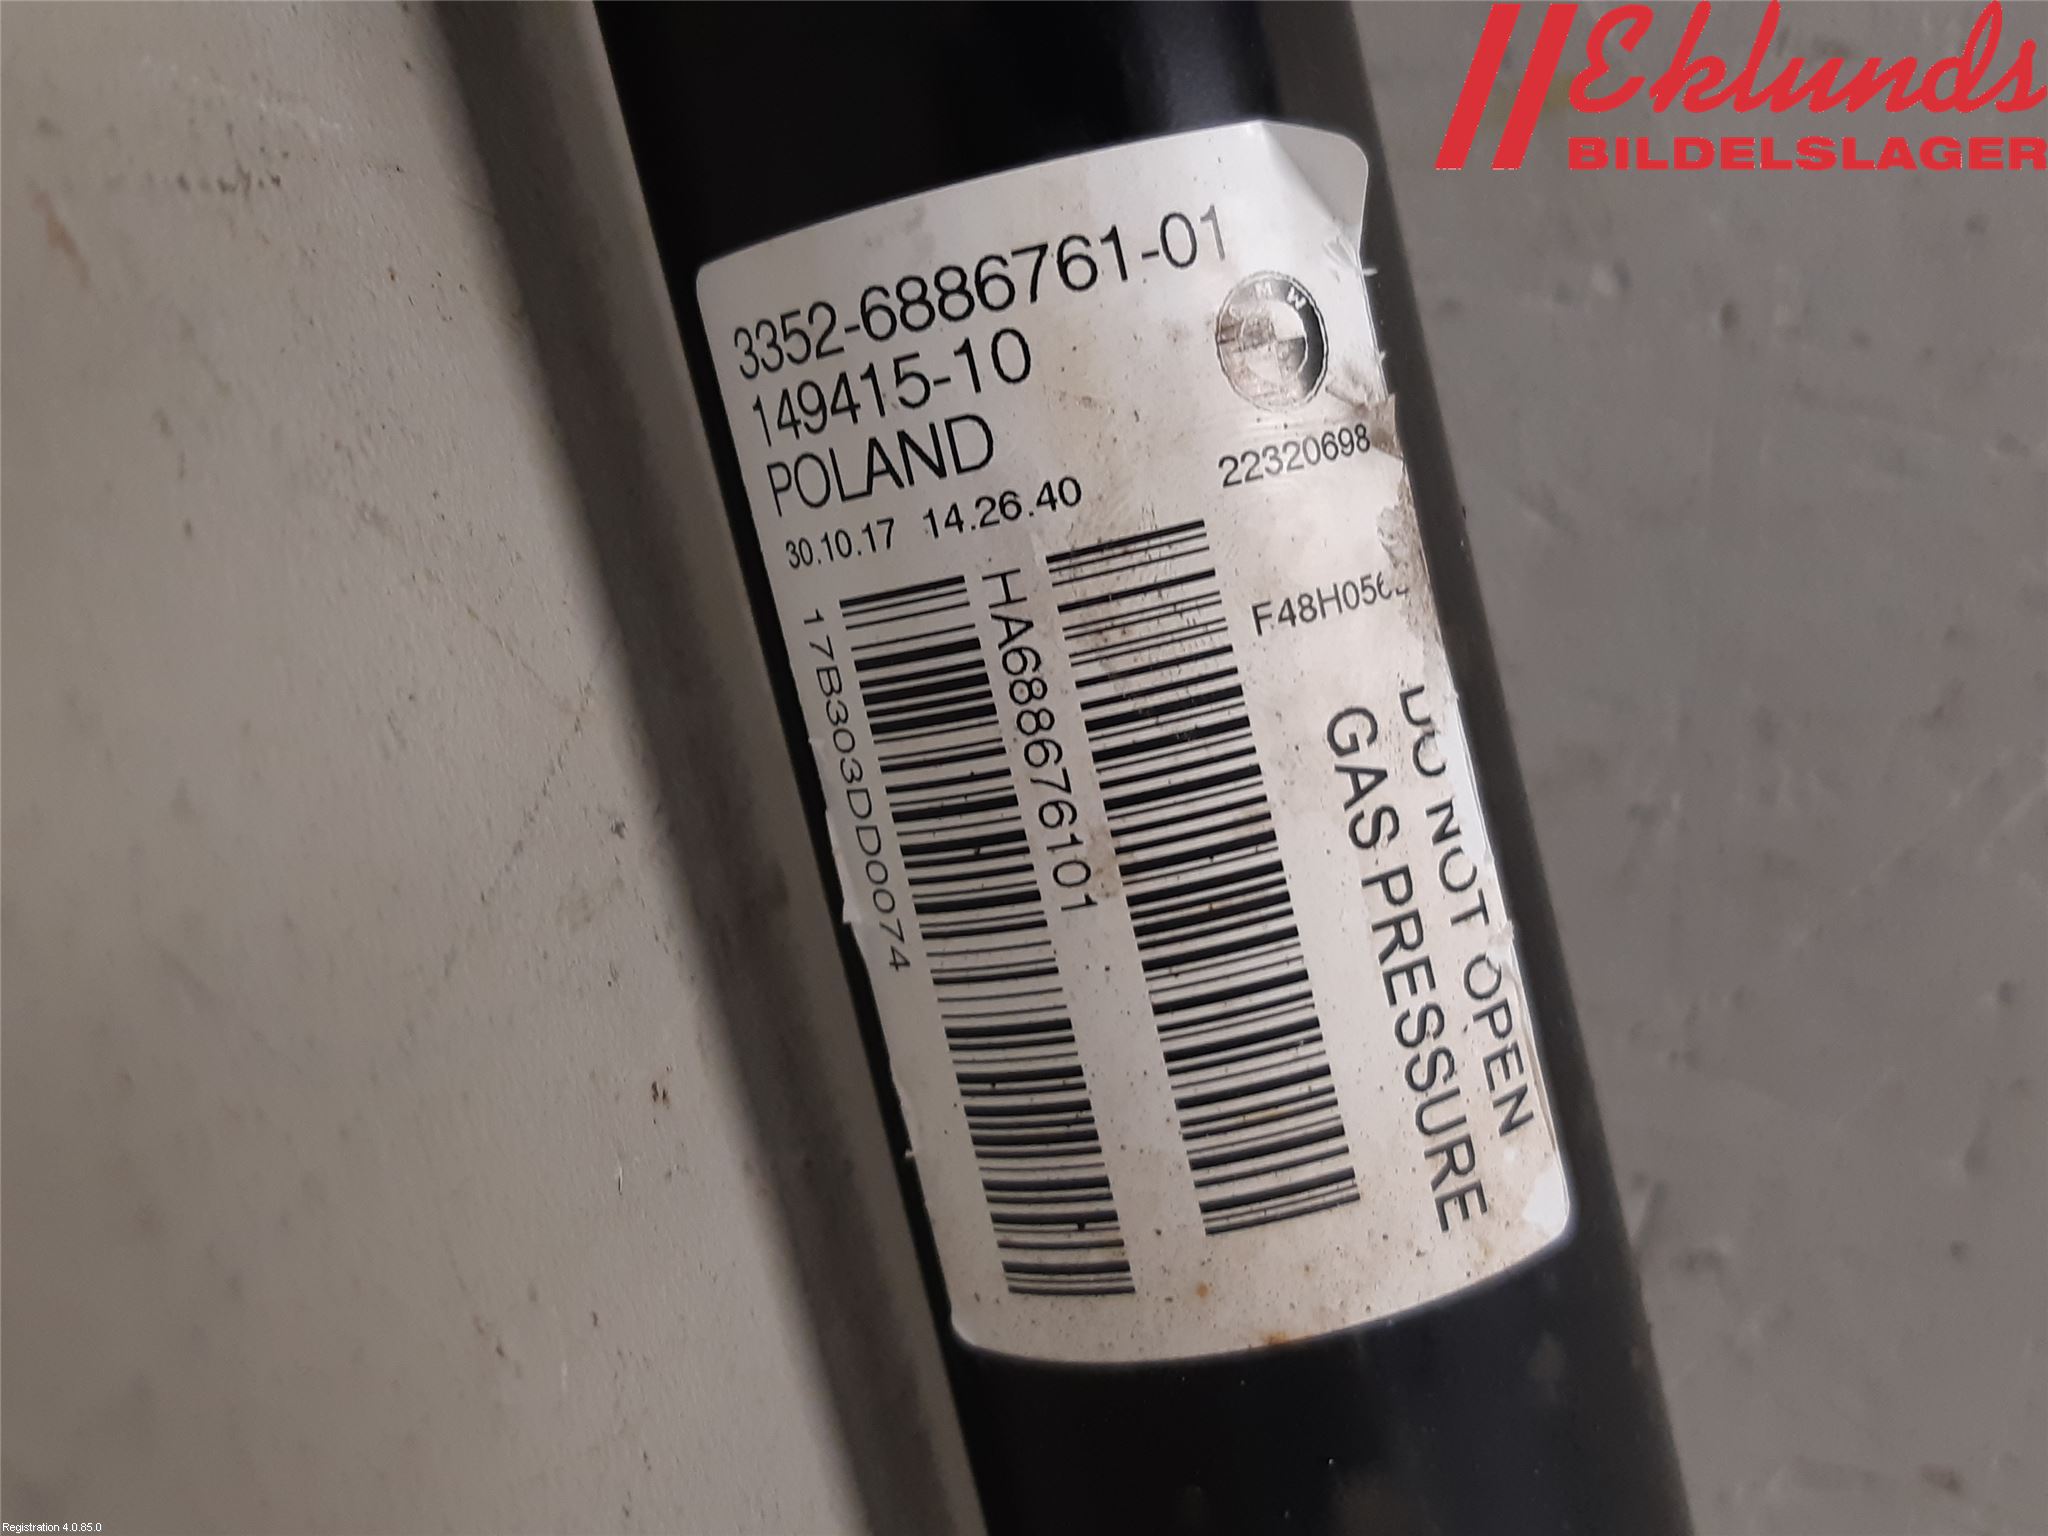 Eklunds
BILDELSLAGER
3352-6886761-01
BMW
149415-10
POLAND
22320698
30.10.17 14.26.40
17B303DD0074
HA688676101
DO NOT OPEN
GAS PRESSURE
Registration 4.0.85.0